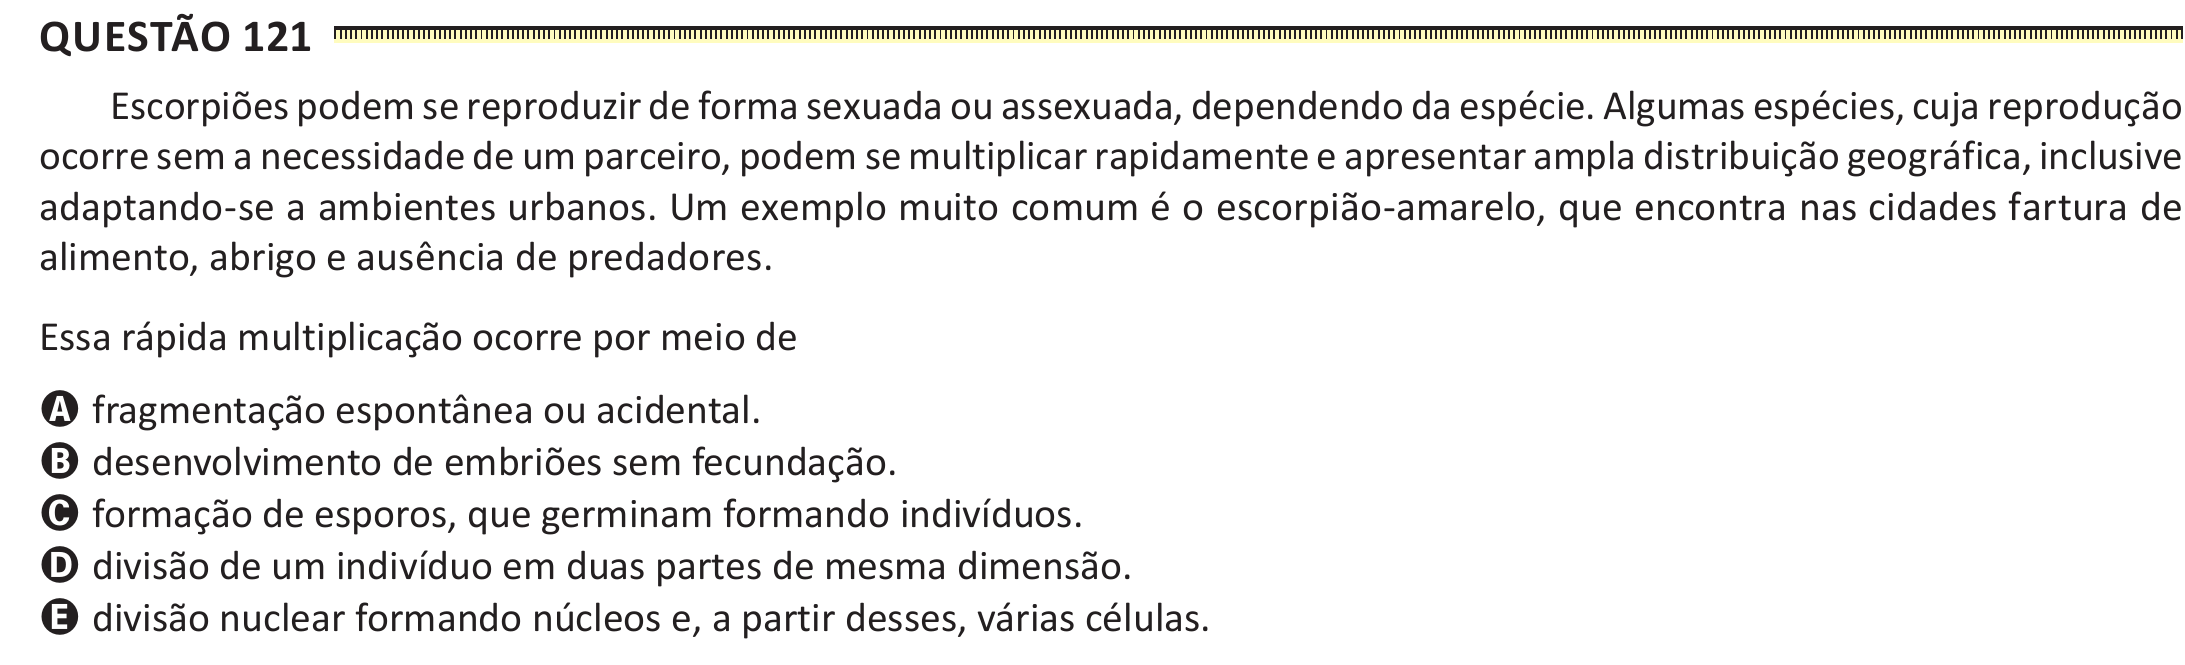 QUESTÃO 121
Escorpiões podem se reproduzir de forma sexuada ou assexuada, dependendo da espécie. Algumas espécies, cuja reprodução
ocorre sem a necessidade de um parceiro, podem se multiplicar rapidamente e apresentar ampla distribuição geográfica, inclusive
adaptando-se a ambientes urbanos. Um exemplo muito comum é o escorpião-amarelo, que encontra nas cidades fartura de
alimento, abrigo e ausência de predadores.
Essa rápida multiplicação ocorre por meio de
A fragmentação espontânea ou acidental.
B desenvolvimento de embriões sem fecundação.
C formação de esporos, que germinam formando indivíduos.
D divisão de um indivíduo em duas partes de mesma dimensão.
E divisão nuclear formando núcleos e, a partir desses, várias células.